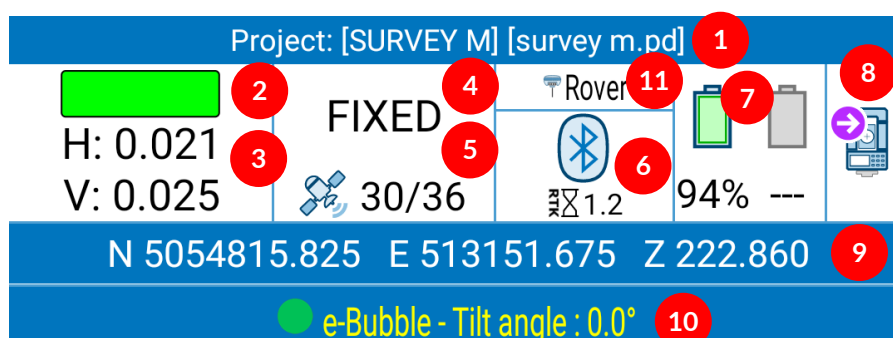 Project: [SURVEY M] [survey m.pd] 1
2
H: 0.021
V: 0.025
3
4
FIXED
5
30/36
Rover 11
6
RTK 1.2
7
94% ---
8
N 5054815.825 E 513151.675 Z 222.860 9
e-Bubble - Tilt angle : 0.0° 10